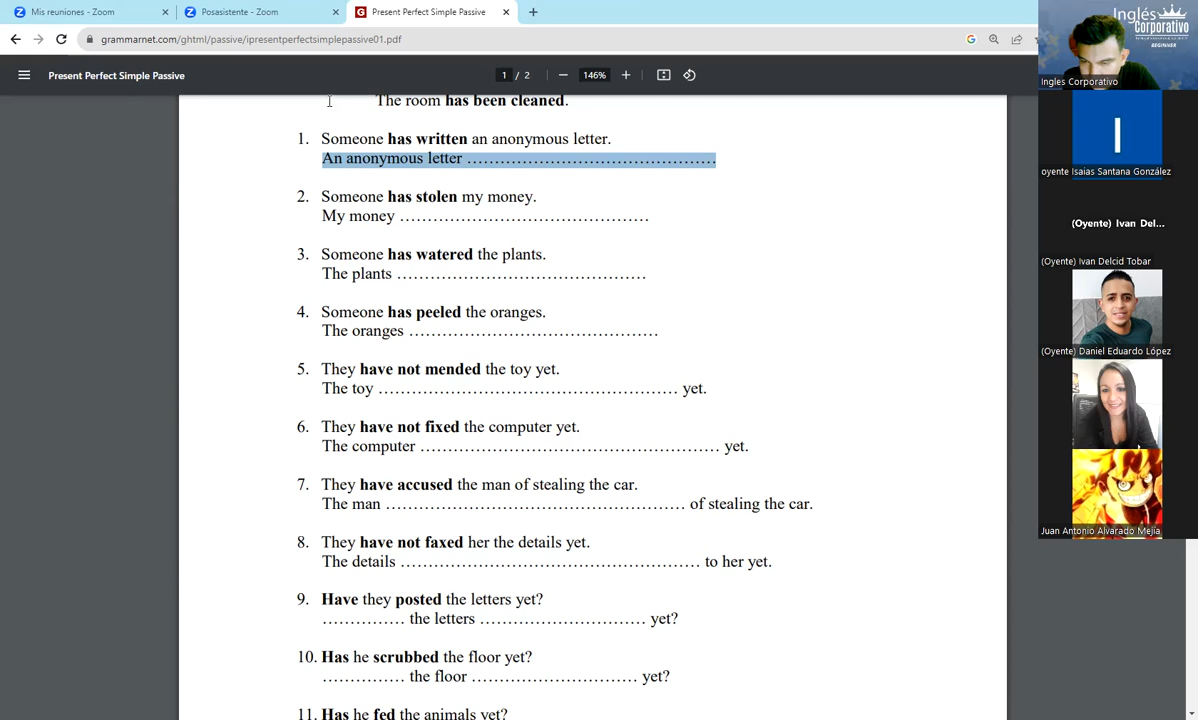 Mis reuniones - Zoom
Posasistente - Zoom
Present Perfect Simple Passive
grammarnet.com/ghtml/passive/ipresentperfectsimplepassive01.pdf
Present Perfect Simple Passive
1 / 2
146%
The room has been cleaned.
1. Someone has written an anonymous letter.
An anonymous letter ……………………………………….
2. Someone has stolen my money.
My money ……………………………………….
3. Someone has watered the plants.
The plants ……………………………………….
4. Someone has peeled the oranges.
The oranges ……………………………………….
5. They have not mended the toy yet.
The toy ………………………………………………. yet.
6. They have not fixed the computer yet.
The computer ………………………………………………. yet.
7. They have accused the man of stealing the car.
The man ………………………………………………. of stealing the car.
8. They have not faxed her the details yet.
The details ………………………………………………. to her yet.
9. Have they posted the letters yet?
…………… the letters ………………………… yet?
10. Has he scrubbed the floor yet?
…………… the floor ………………………… yet?
11. Has he fed the animals yet?
Inglés
Corporativo
BEGINNER
Ingles Corporativo
I
oyente Isaias Santana González
(Oyente) Ivan Del...
(Oyente) Ivan Delcid Tobar
(Oyente) Daniel Eduardo López
Juan Antonio Alvarado Mejia